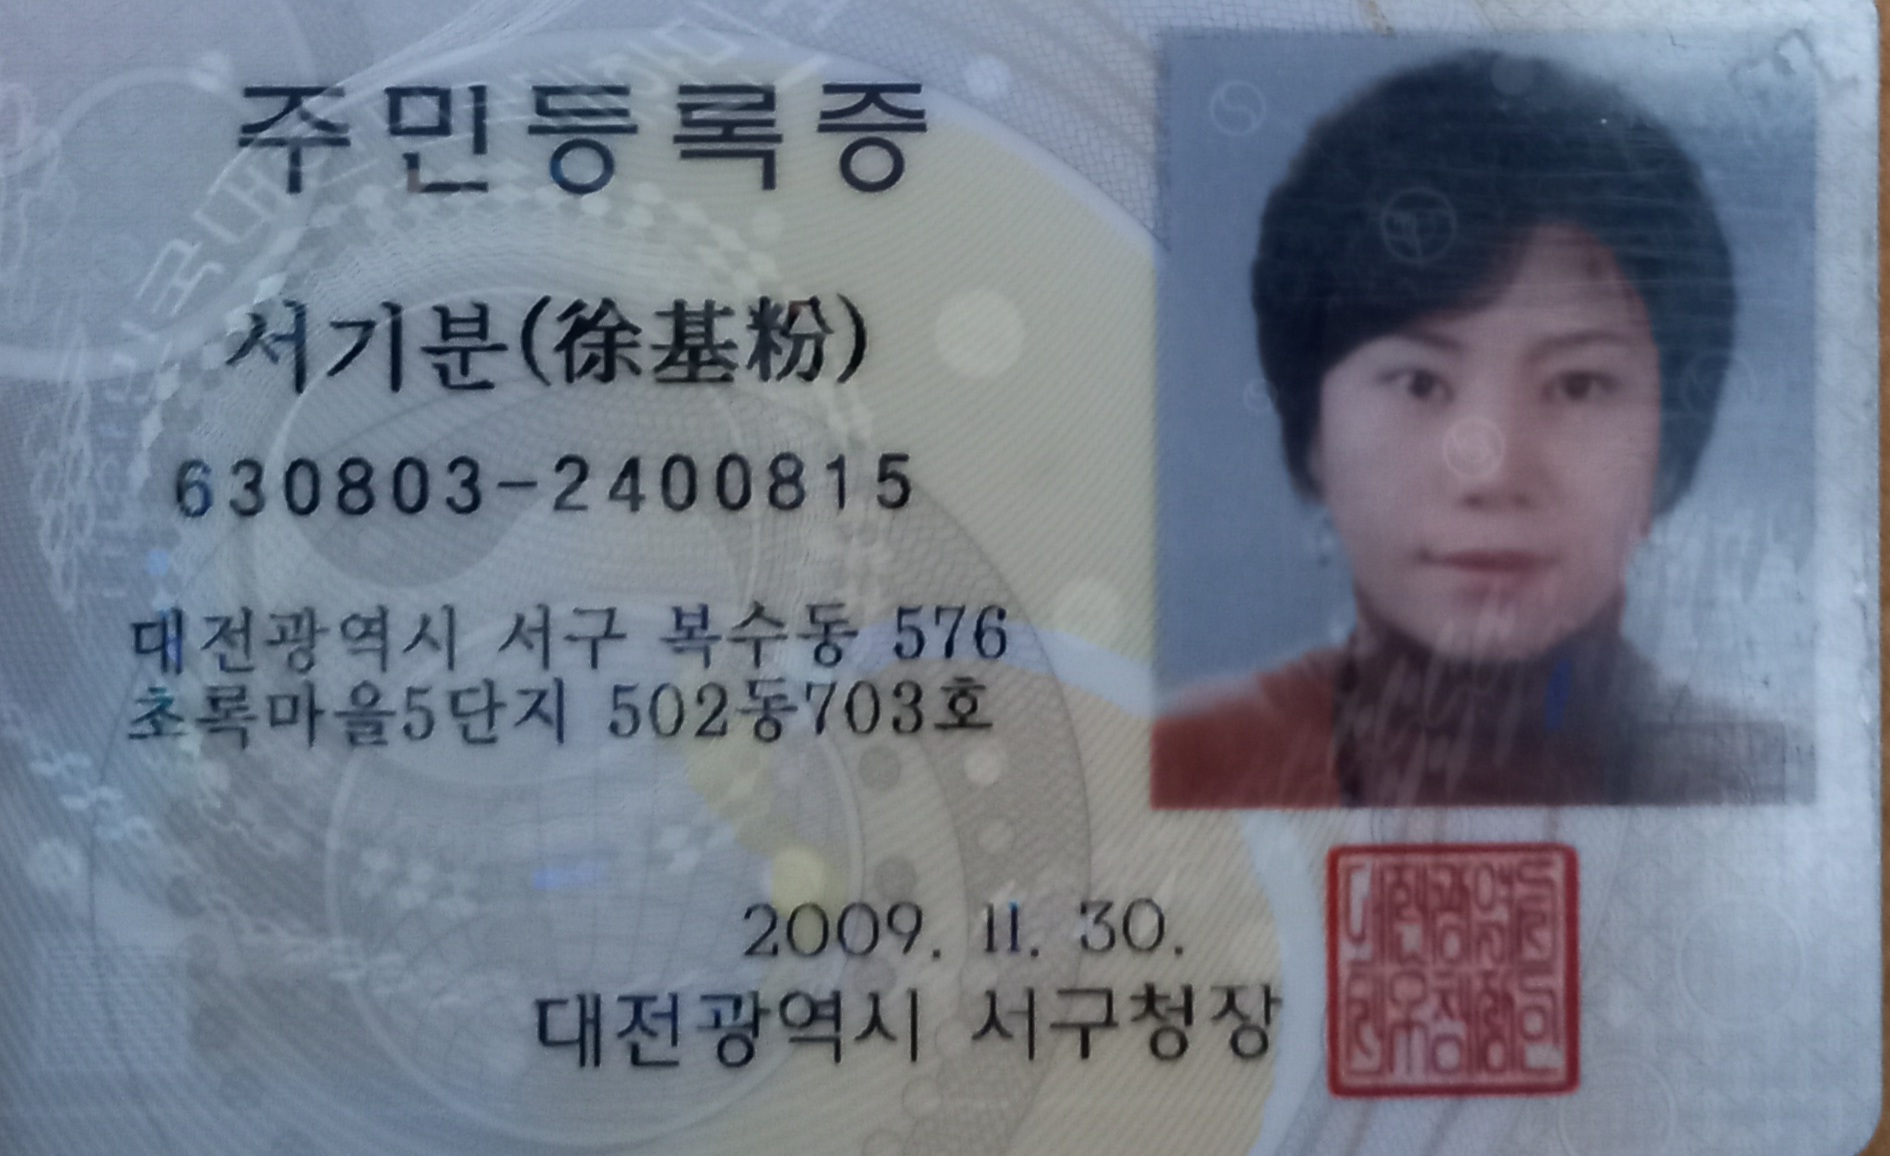 주민등록증
서기분(徐基粉)
630803-2400815
대전광역시 서구 복수동 576
초록마을5단지 502동703호
2009. 11. 30.
대전광역시 서구청장